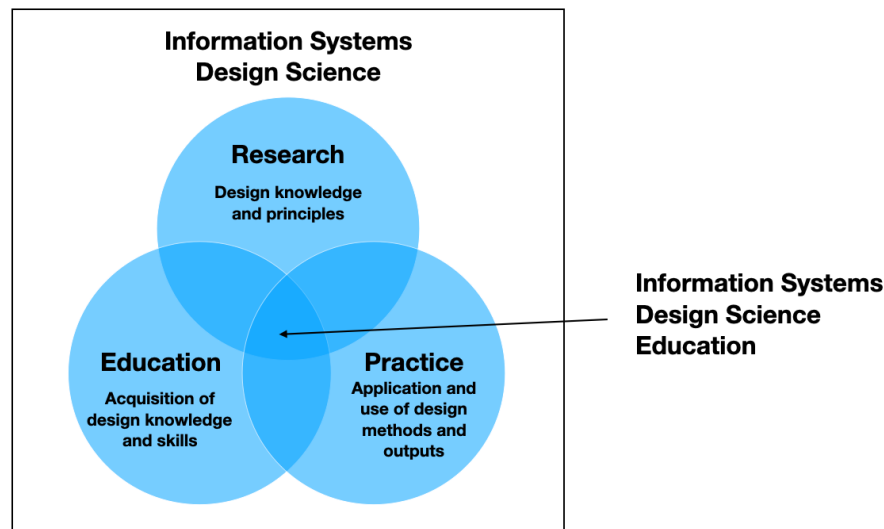 Information Systems
Design Science
Research
Design knowledge
and principles
Education
Acquisition of
design knowledge
and skills
Practice
Application and
use of design
methods and
outputs
Information Systems
Design Science
Education